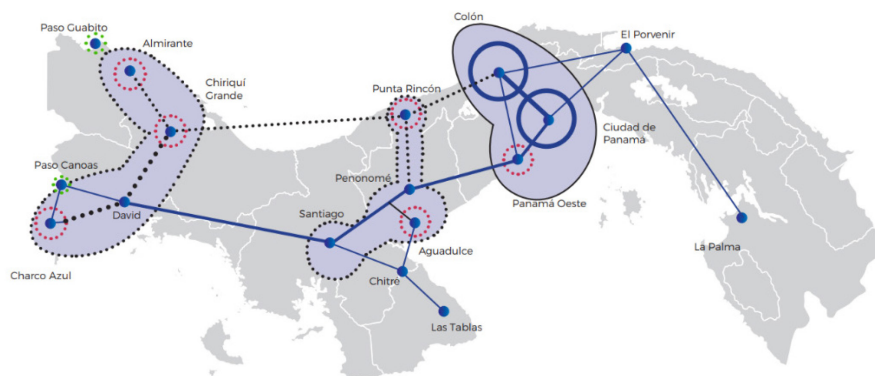 Paso Guabito
Almirante
Chiriquí
Grande
Colón
El Porvenir
Punta Rincón
Ciudad de
Panamá
Paso Canoas
Penonomé
David
Santiago
Panamá Oeste
La Palma
Charco Azul
Aguadulce
Chitré
Las Tablas